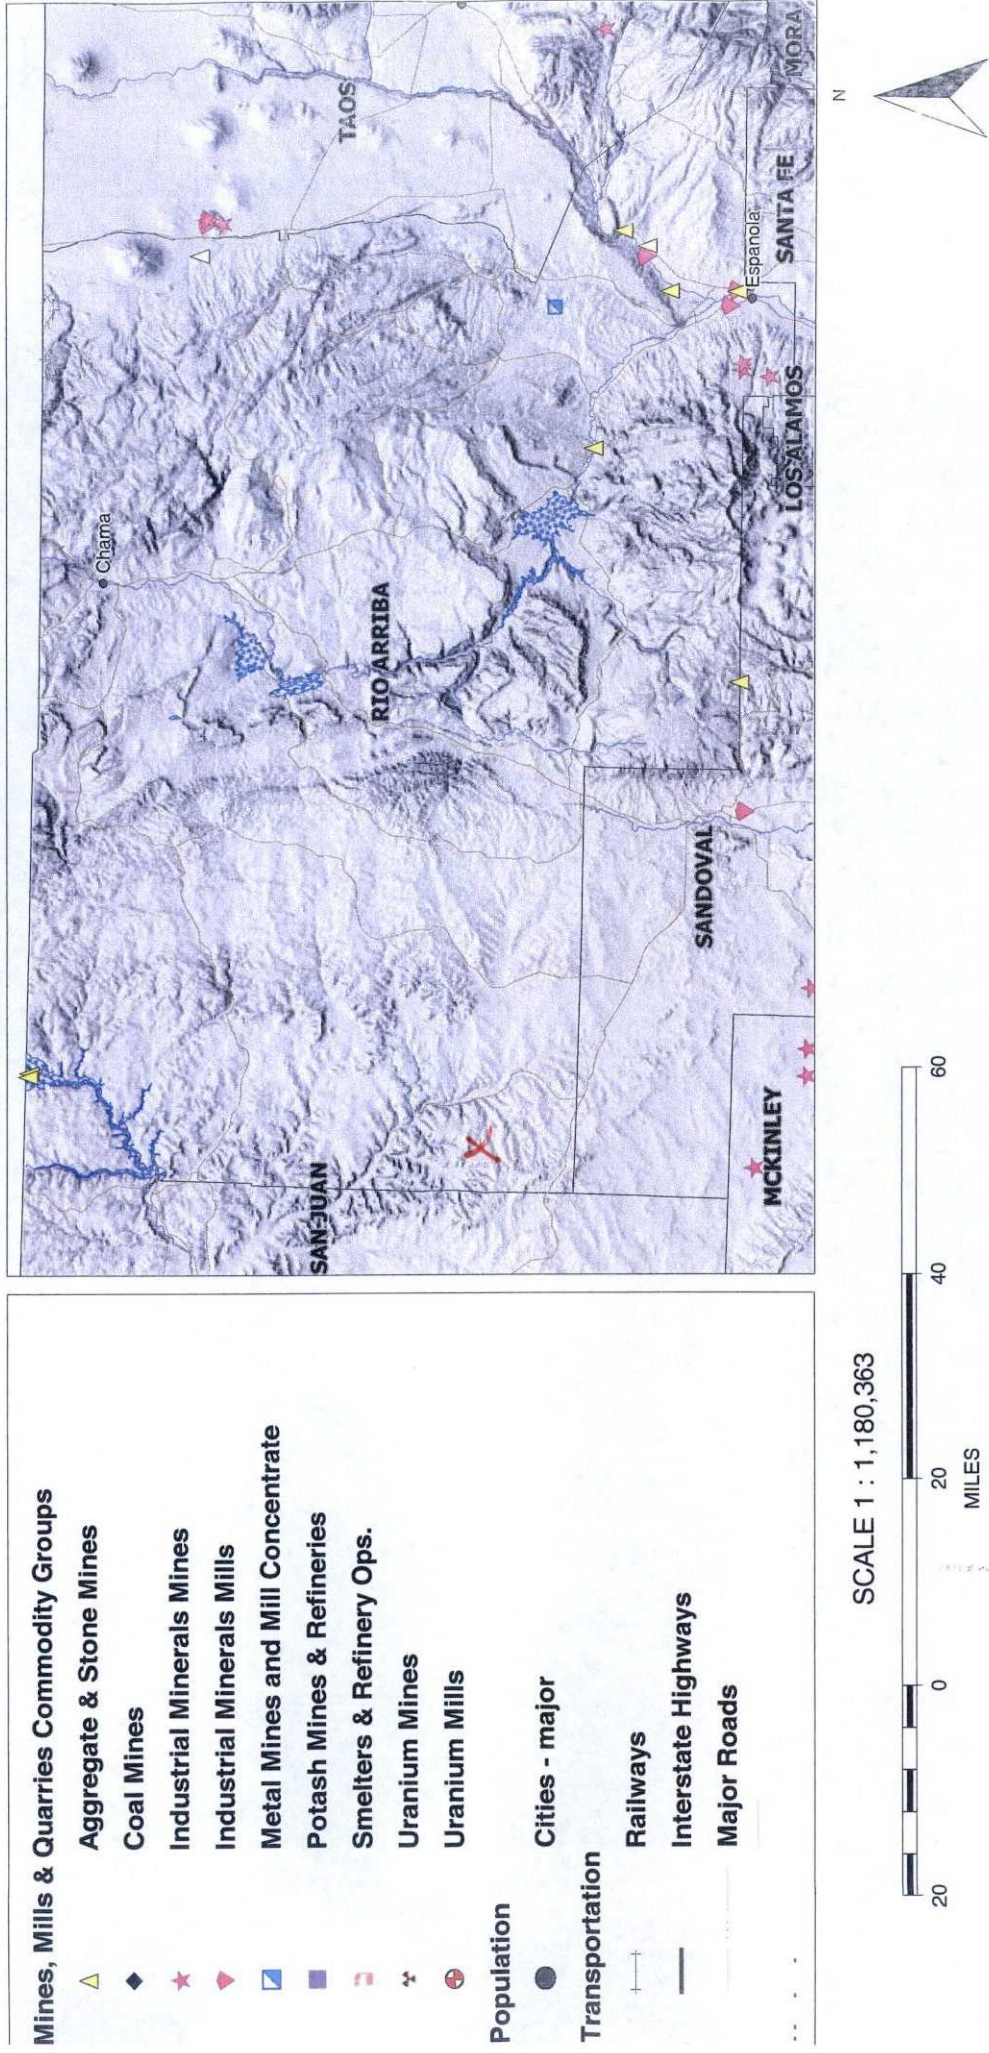 Mines, Mills & Quarries Commodity Groups
Aggregate & Stone Mines
Coal Mines
Industrial Minerals Mines
Industrial Minerals Mills
Metal Mines and Mill Concentrate
Potash Mines & Refineries
Smelters & Refinery Ops.
Uranium Mines
Uranium Mills
Population
Cities - major
Transportation
Railways
Interstate Highways
Major Roads
Chama
TAOS
RIO ARRIBA
SAN JUAN
MORA
SANTA FE
Espanola
LOS ALAMOS
SANDOVAL
MCKINLEY
X
SCALE 1 : 1,180,363
20 0 20 40 60
MILES
N